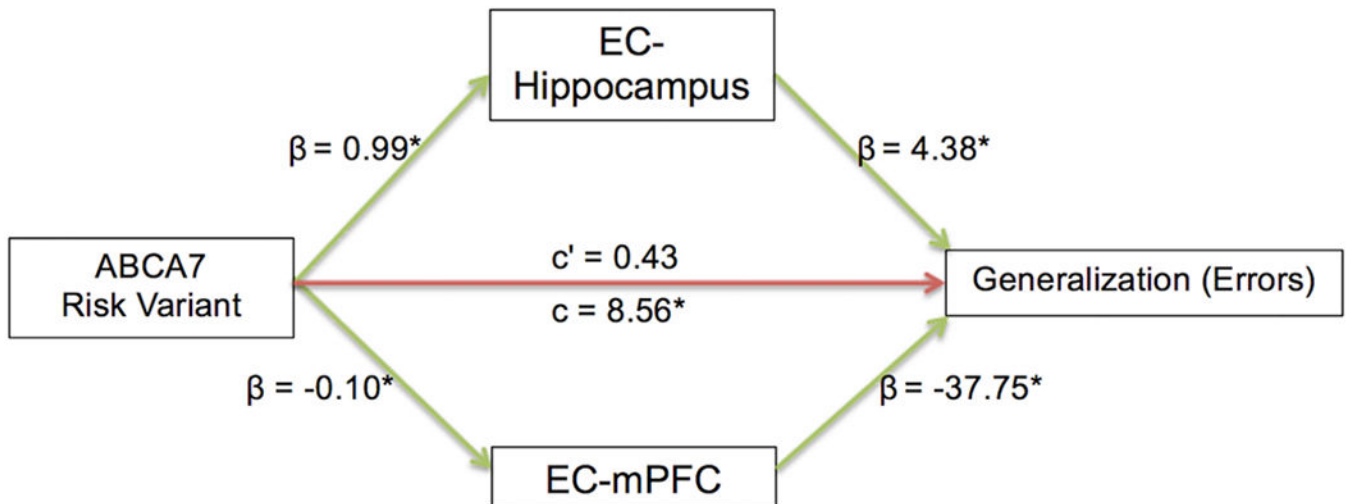 EC-
Hippocampus
β = 0.99*
β = 4.38*
ABCA7
Risk Variant
c' = 0.43
c = 8.56*
Generalization (Errors)
β = -0.10*
β = -37.75*
EC-mPFC